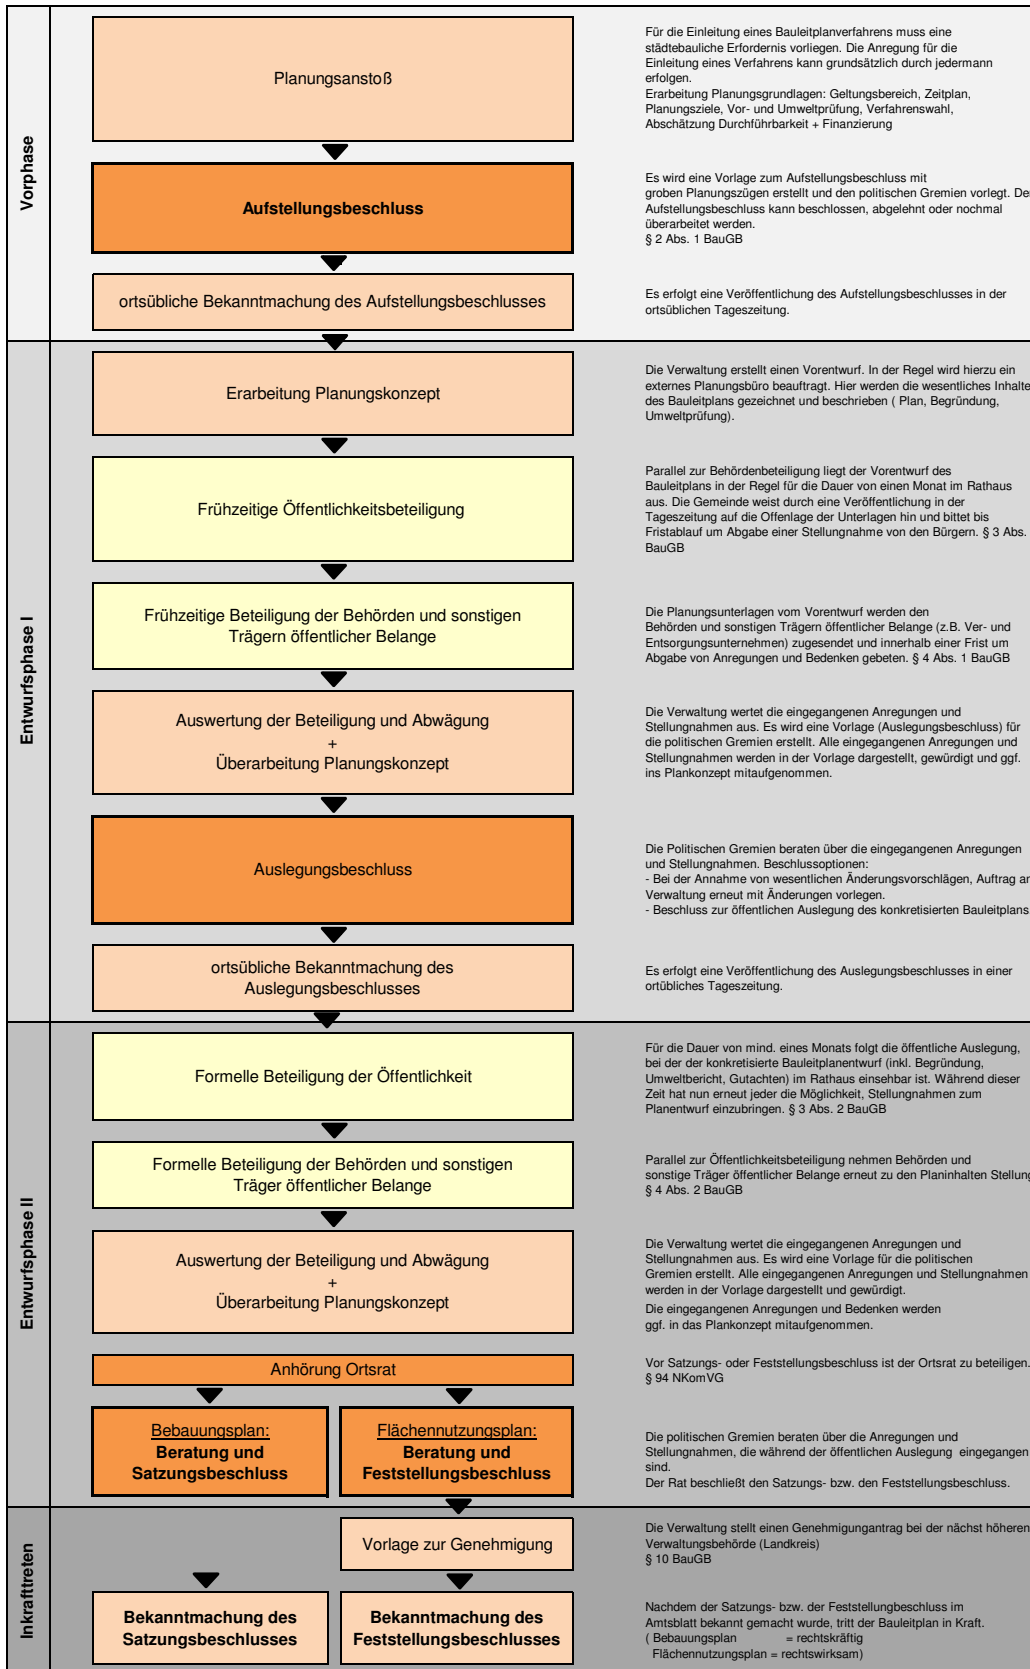 Vorphase
Planungsanstoß
Für die Einleitung eines Bauleitplanverfahrens muss eine
städtebauliche Erfordernis vorliegen. Die Anregung für die
Einleitung eines Verfahrens kann grundsätzlich durch jedermann
erfolgen.
Erarbeitung Planungsgrundlagen: Geltungsbereich, Zeitplan,
Planungsziele, Vor- und Umweltprüfung, Verfahrenswahl,
Abschätzung Durchführbarkeit + Finanzierung
Aufstellungsbeschluss
Es wird eine Vorlage zum Aufstellungsbeschluss mit
groben Planungszügen erstellt und den politischen Gremien vorlegt. De
Aufstellungsbeschluss kann beschlossen, abgelehnt oder nochmal
überarbeitet werden.
§ 2 Abs. 1 BauGB
ortsübliche Bekanntmachung des Aufstellungsbeschlusses
Es erfolgt eine Veröffentlichung des Aufstellungsbeschlusses in der
ortsüblichen Tageszeitung.
Entwurfsphase I
Erarbeitung Planungskonzept
Die Verwaltung erstellt einen Vorentwurf. In der Regel wird hierzu ein
externes Planungsbüro beauftragt. Hier werden die wesentliches Inhalte
des Bauleitplans gezeichnet und beschrieben ( Plan, Begründung,
Umweltprüfung).
Frühzeitige Öffentlichkeitsbeteiligung
Parallel zur Behördenbeteiligung liegt der Vorentwurf des
Bauleitplans in der Regel für die Dauer von einen Monat im Rathaus
aus. Die Gemeinde weist durch eine Veröffentlichung in der
Tageszeitung auf die Offenlage der Unterlagen hin und bittet bis
Fristablauf um Abgabe einer Stellungnahme von den Bürgern. § 3 Abs.
BauGB
Frühzeitige Beteiligung der Behörden und sonstigen
Trägern öffentlicher Belange
Die Planungsunterlagen vom Vorentwurf werden den
Behörden und sonstigen Trägern öffentlicher Belange (z.B. Ver- und
Entsorgungsunternehmen) zugesendet und innerhalb einer Frist um
Abgabe von Anregungen und Bedenken gebeten. § 4 Abs. 1 BauGB
Auswertung der Beteiligung und Abwägung
+
Überarbeitung Planungskonzept
Die Verwaltung wertet die eingegangenen Anregungen und
Stellungnahmen aus. Es wird eine Vorlage (Auslegungsbeschluss) für
die politischen Gremien erstellt. Alle eingegangenen Anregungen und
Stellungnahmen werden in der Vorlage dargestellt, gewürdigt und ggf.
ins Plankonzept mitaufgenommen.
Auslegungsbeschluss
Die Politischen Gremien beraten über die eingegangenen Anregungen
und Stellungnahmen. Beschlussoptionen:
- Bei der Annahme von wesentlichen Änderungsvorschlägen, Auftrag an
Verwaltung erneut mit Änderungen vorlegen.
- Beschluss zur öffentlichen Auslegung des konkretisierten Bauleitplans
ortsübliche Bekanntmachung des
Auslegungsbeschlusses
Es erfolgt eine Veröffentlichung des Auslegungsbeschlusses in einer
ortübliches Tageszeitung.
Entwurfsphase II
Formelle Beteiligung der Öffentlichkeit
Für die Dauer von mind. eines Monats folgt die öffentliche Auslegung,
bei der der konkretisierte Bauleitplanentwurf (inkl. Begründung,
Umweltbericht, Gutachten) im Rathaus einsehbar ist. Während dieser
Zeit hat nun erneut jeder die Möglichkeit, Stellungnahmen zum
Planentwurf einzubringen. § 3 Abs. 2 BauGB
Formelle Beteiligung der Behörden und sonstigen
Träger öffentlicher Belange
Parallel zur Öffentlichkeitsbeteiligung nehmen Behörden und
sonstige Träger öffentlicher Belange erneut zu den Planinhalten Stellung
§ 4 Abs. 2 BauGB
Auswertung der Beteiligung und Abwägung
+
Überarbeitung Planungskonzept
Die Verwaltung wertet die eingegangenen Anregungen und
Stellungnahmen aus. Es wird eine Vorlage für die politischen
Gremien erstellt. Alle eingegangenen Anregungen und Stellungnahmen
werden in der Vorlage dargestellt und gewürdigt.
Die eingegangenen Anregungen und Bedenken werden
ggf. in das Plankonzept mitaufgenommen.
Anhörung Ortsrat
Vor Satzungs- oder Feststellungsbeschluss ist der Ortsrat zu beteiligen.
§ 94 NKomVG
Bebauungsplan:
Beratung und
Satzungsbeschluss
Flächennutzungsplan:
Beratung und
Feststellungsbeschluss
Die politischen Gremien beraten über die Anregungen und
Stellungnahmen, die während der öffentlichen Auslegung eingegangen
sind.
Der Rat beschließt den Satzungs- bzw. den Feststellungsbeschluss.
Inkrafttreten
Vorlage zur Genehmigung
Die Verwaltung stellt einen Genehmigungantrag bei der nächst höheren
Verwaltungsbehörde (Landkreis)
§ 10 BauGB
Bekanntmachung des
Satzungsbeschlusses
Bekanntmachung des
Feststellungsbeschlusses
Nachdem der Satzungs- bzw. der Feststellungbeschluss im
Amtsblatt bekannt gemacht wurde, tritt der Bauleitplan in Kraft.
( Bebauungsplan = rechtskräftig
Flächennutzungsplan = rechtswirksam)